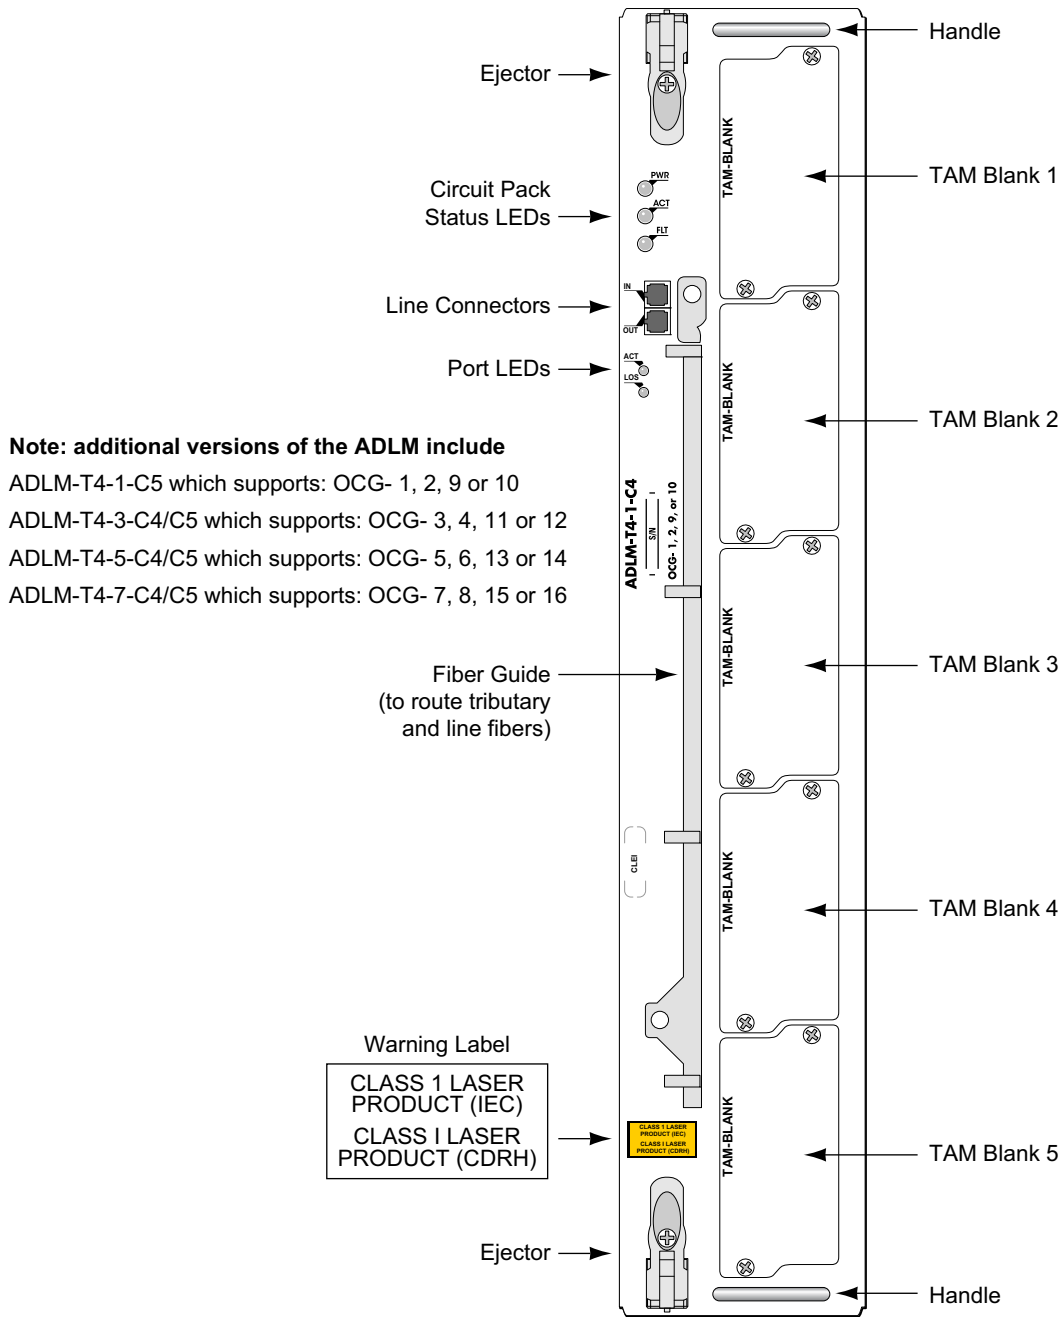 Handle
Ejector
TAM-BLANK
TAM Blank 1
PWR
Circuit Pack
Status LEDs
ACT
FLT
IN
Line Connectors
OUT
ACT
Port LEDs
LOS
TAM-BLANK
TAM Blank 2
Note: additional versions of the ADLM include
ADLM-T4-1-C5 which supports: OCG- 1, 2, 9 or 10
ADLM-T4-3-C4/C5 which supports: OCG- 3, 4, 11 or 12
ADLM-T4-5-C4/C5 which supports: OCG- 5, 6, 13 or 14
ADLM-T4-7-C4/C5 which supports: OCG- 7, 8, 15 or 16
ADLM-T4-1-C4
S/N
OCG- 1, 2, 9, or 10
TAM-BLANK
TAM Blank 3
Fiber Guide
(to route tributary
and line fibers)
CLEI
TAM-BLANK
TAM Blank 4
Warning Label
CLASS 1 LASER
PRODUCT (IEC)
CLASS I LASER
PRODUCT (CDRH)
CLASS 1 LASER
PRODUCT (IEC)
CLASS I LASER
PRODUCT (CDRH)
TAM-BLANK
TAM Blank 5
Ejector
Handle